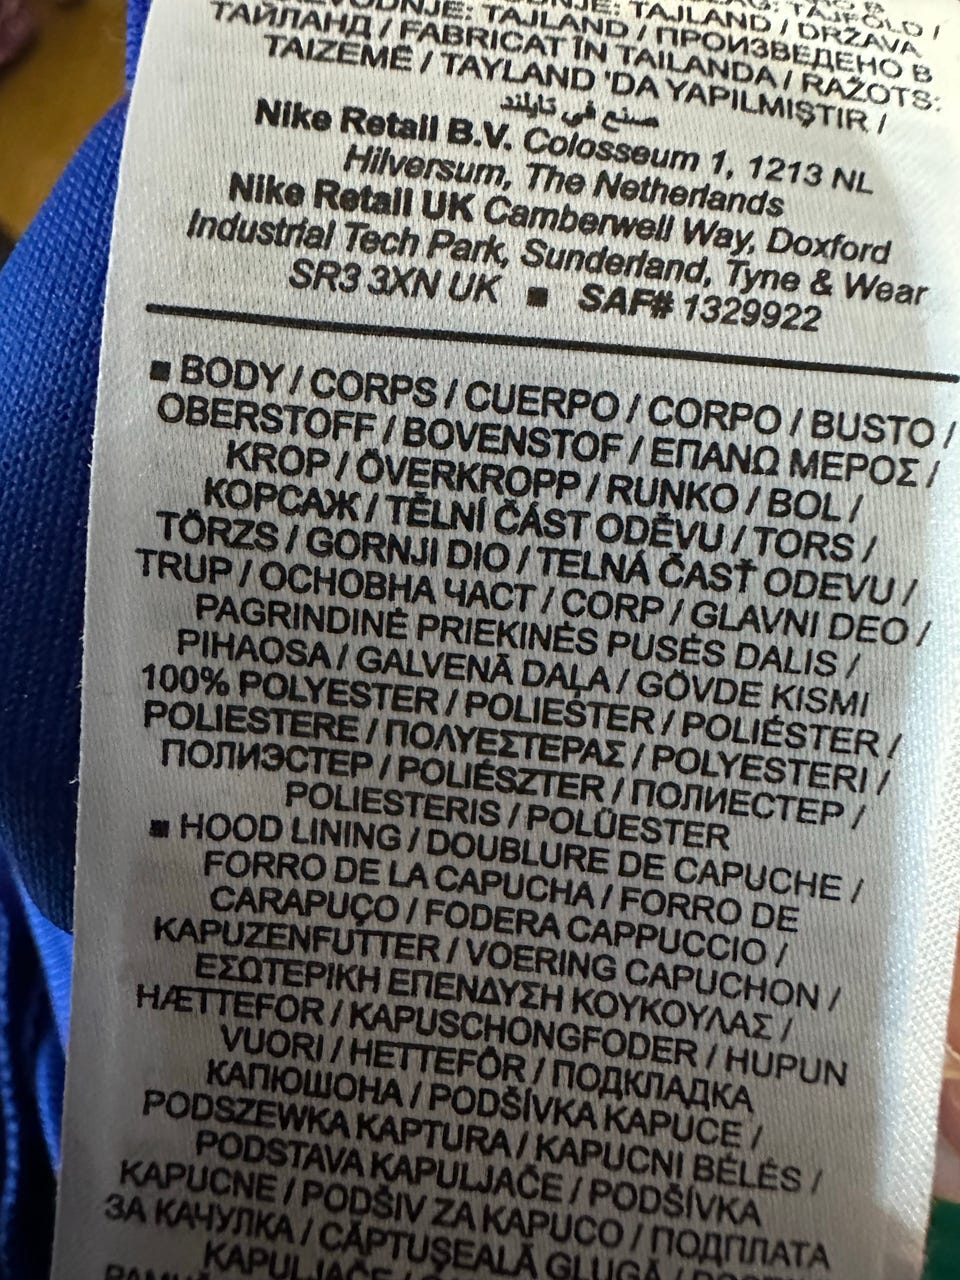 TAJLAND / TAJLAND / DRŽAVA
TAJLAND / ПРОИЗВЕДЕНО В
ТАЙЛАНД / FABRICAT ÎN TAILANDA / RAŽOTS:
TAIZEMĒ / TAYLAND 'DA YAPILMIŞTIR /
صنع في تايلند
Nike Retail B.V. Colosseum 1, 1213 NL
Hilversum, The Netherlands
Nike Retail UK Camberwell Way, Doxford
Industrial Tech Park, Sunderland, Tyne & Wear
SR3 3XN UK ■ SAF# 1329922
■ BODY / CORPS / CUERPO / CORPO / BUSTO /
OBERSTOFF / BOVENSTOF / ΕΠΑΝΩ ΜΕΡΟΣ /
KROP / ÖVERKROPP / RUNKO / BOL /
КОРСАЖ / TĚLNÍ ČÁST ODĚVU / TORS /
TÖRZS / GORNJI DIO / TELNÁ ČASŤ ODEVU /
TRUP / ОСНОВНА ЧАСТ / CORP / GLAVNI DEO /
PAGRINDINĖ PRIEKINĖS PUSĖS DALIS /
PIHAOSA / GALVENĀ DAĻA / GÖVDE KISMI
100% POLYESTER / POLIESTER / POLIÉSTER /
POLIESTERE / ΠΟΛΥΕΣΤΕΡΑΣ / POLYESTERI /
ПОЛИЭСТЕР / POLIÉSZTER / ПОЛИЕСТЕР /
POLIESTERIS / POLÜESTER
■ HOOD LINING / DOUBLURE DE CAPUCHE /
FORRO DE LA CAPUCHA / FORRO DE
CARAPUÇO / FODERA CAPPUCCIO /
KAPUZENFUTTER / VOERING CAPUCHON /
ΕΣΩΤΕΡΙΚΗ ΕΠΕΝΔΥΣΗ ΚΟΥΚΟΥΛΑΣ /
HÆTTEFOR / KAPUSCHONGFODER / HUPUN
VUORI / HETTEFÔR / ПОДКЛАДКА
КАПЮШОНА / PODŠÍVKA KAPUCE /
PODSZEWKA KAPTURA / KAPUCNI BÉLÉS /
PODSTAVA KAPULJAČE / PODŠÍVKA
KAPUCNE / PODŠIV ZA KAPUCO / ПОДПЛАТА
ЗА КАЧУЛКА / CĂPTUŞEALĂ GLUGĂ /
KAPULJAČE /